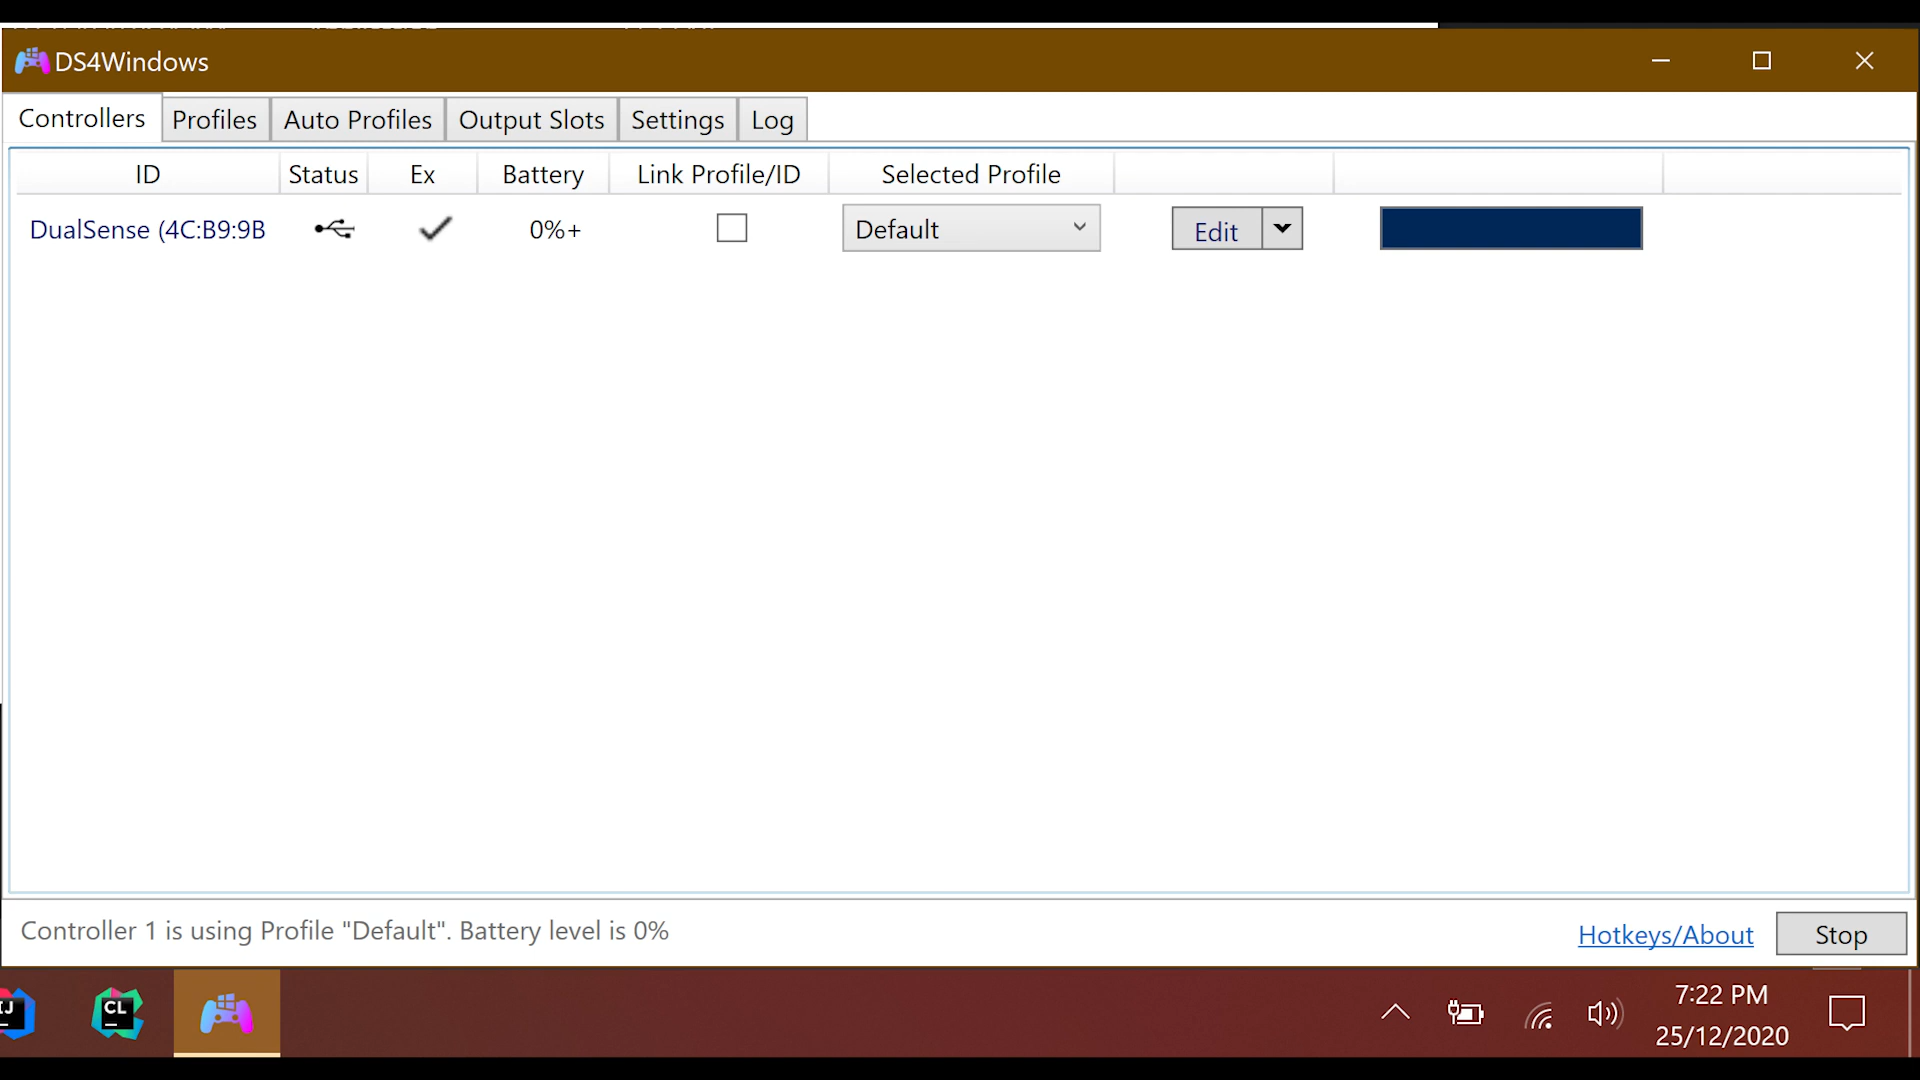 DS4Windows
Controllers Profiles Auto Profiles Output Slots Settings Log
ID Status Ex Battery Link Profile/ID Selected Profile
DualSense (4C:B9:9B 0%+ Default Edit
Controller 1 is using Profile "Default". Battery level is 0%
Hotkeys/About Stop
IJ CL
7:22 PM
25/12/2020